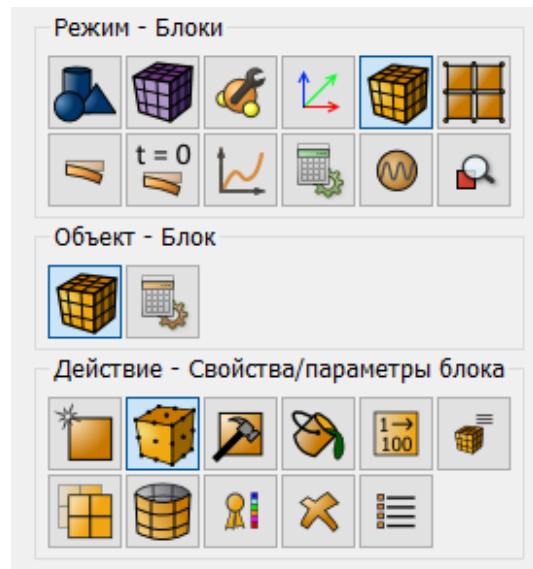 Режим - Блоки
t = 0
Объект - Блок
Действие - Свойства/параметры блока
1→
100